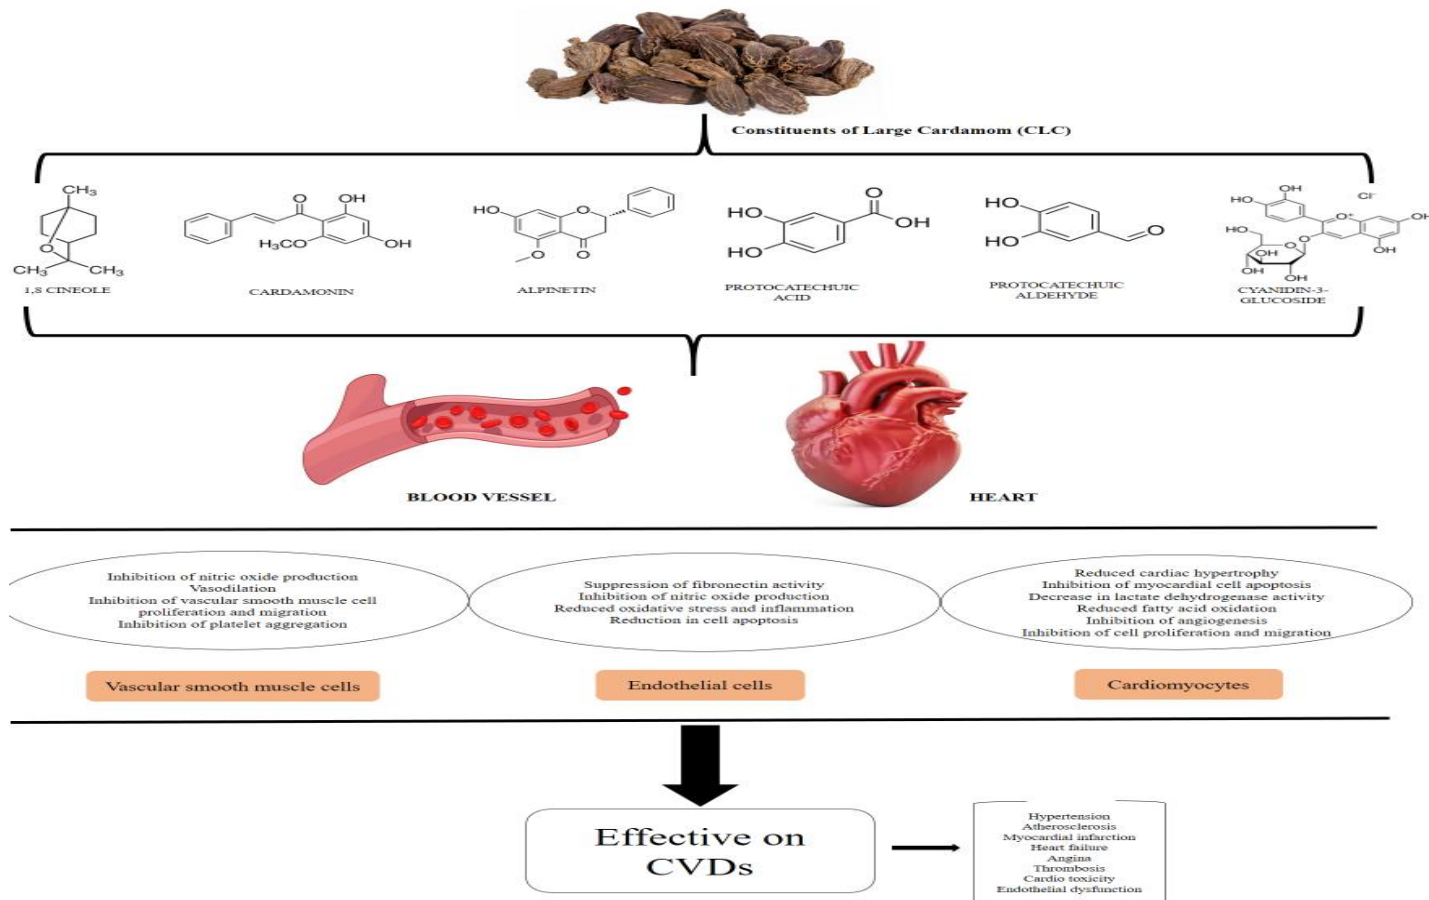 Constituents of Large Cardamom (CLC)
CH₃
O
CH₃
CH₃
1,8 CINEOLE
O
OH
H₃CO
OH
CARDAMONIN
HO
O
O
O
ALPINETIN
HO
HO
O
OH
PROTOCATECHUIC
ACID
HO
HO
O
PROTOCATECHUIC
ALDEHYDE
OH
HO
Cl⁻
O⁺
OH
OH
HO
O
O
OH
HO
OH
CYANIDIN-3-
GLUCOSIDE
BLOOD VESSEL
HEART
Inhibition of nitric oxide production
Vasodilation
Inhibition of vascular smooth muscle cell
proliferation and migration
Inhibition of platelet aggregation
Vascular smooth muscle cells
Suppression of fibronectin activity
Inhibition of nitric oxide production
Reduced oxidative stress and inflammation
Reduction in cell apoptosis
Endothelial cells
Reduced cardiac hypertrophy
Inhibition of myocardial cell apoptosis
Decrease in lactate dehydrogenase activity
Reduced fatty acid oxidation
Inhibition of angiogenesis
Inhibition of cell proliferation and migration
Cardiomyocytes
Effective on
CVDs
Hypertension
Atherosclerosis
Myocardial infarction
Heart failure
Angina
Thrombosis
Cardio toxicity
Endothelial dysfunction